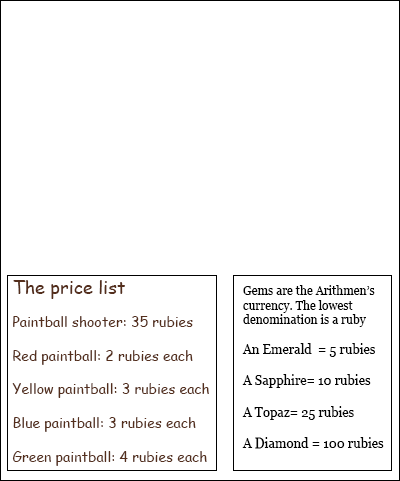 The price list
Paintball shooter: 35 rubies
Red paintball: 2 rubies each
Yellow paintball: 3 rubies each
Blue paintball: 3 rubies each
Green paintball: 4 rubies each
Gems are the Arithmen's
currency. The lowest
denomination is a ruby
An Emerald = 5 rubies
A Sapphire= 10 rubies
A Topaz= 25 rubies
A Diamond = 100 rubies